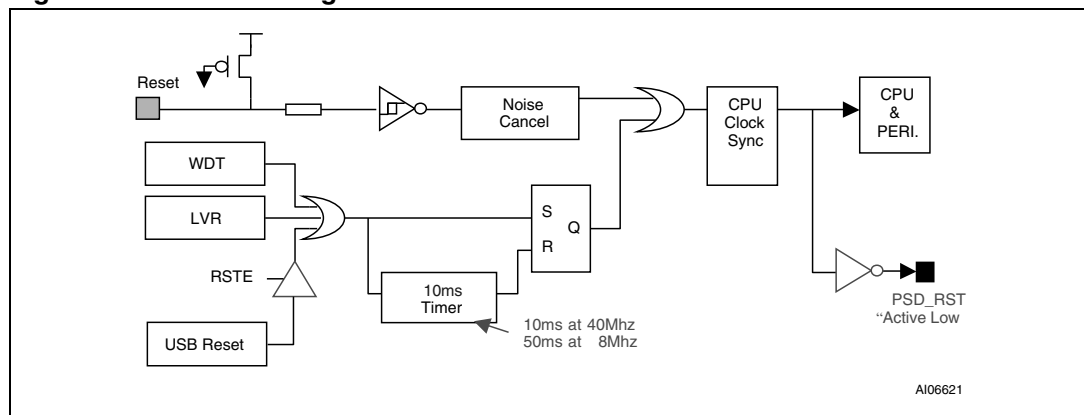 Reset
Noise
Cancel
CPU
Clock
Sync
CPU
&
PERI.
WDT
LVR
S
R
Q
RSTE
10ms
Timer
10ms at 40Mhz
50ms at 8Mhz
USB Reset
PSD_RST
“Active Low
AI06621